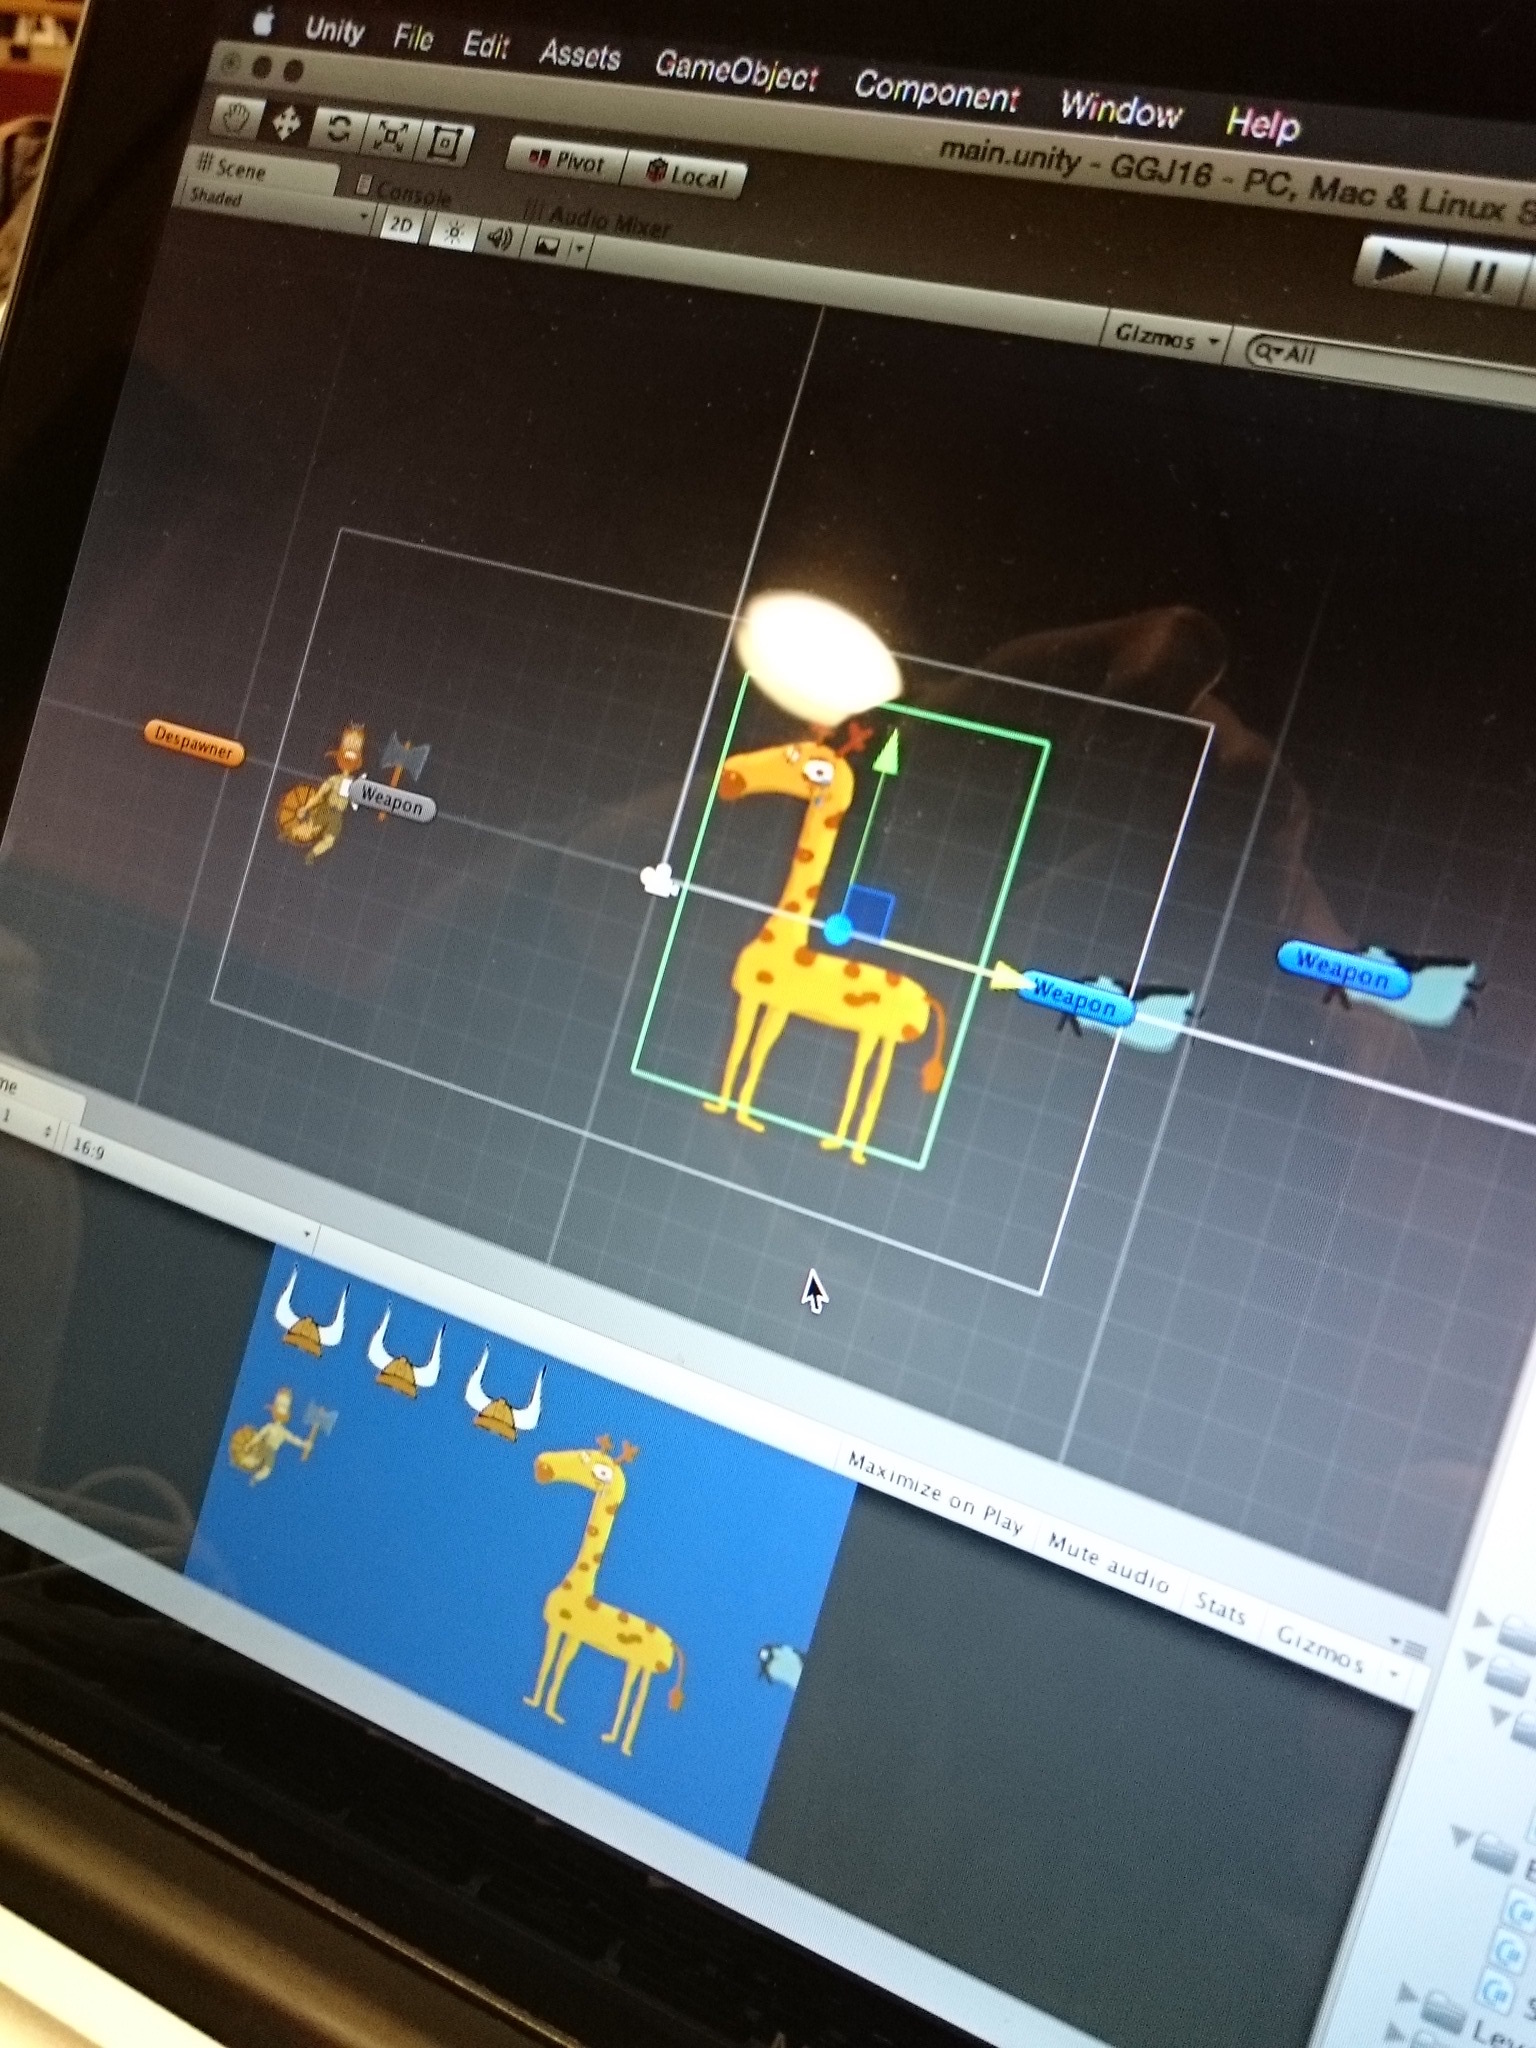 Unity File Edit Assets GameObject Component Window Help
main.unity - GGJ16 - PC, Mac & Linux S
Pivot Local
Scene Console Audio Mixer
Shaded 2D
Gizmos All
Despawner
Weapon
Weapon
Weapon
me
1 16:9
Maximize on Play Mute audio Stats Gizmos
Lev